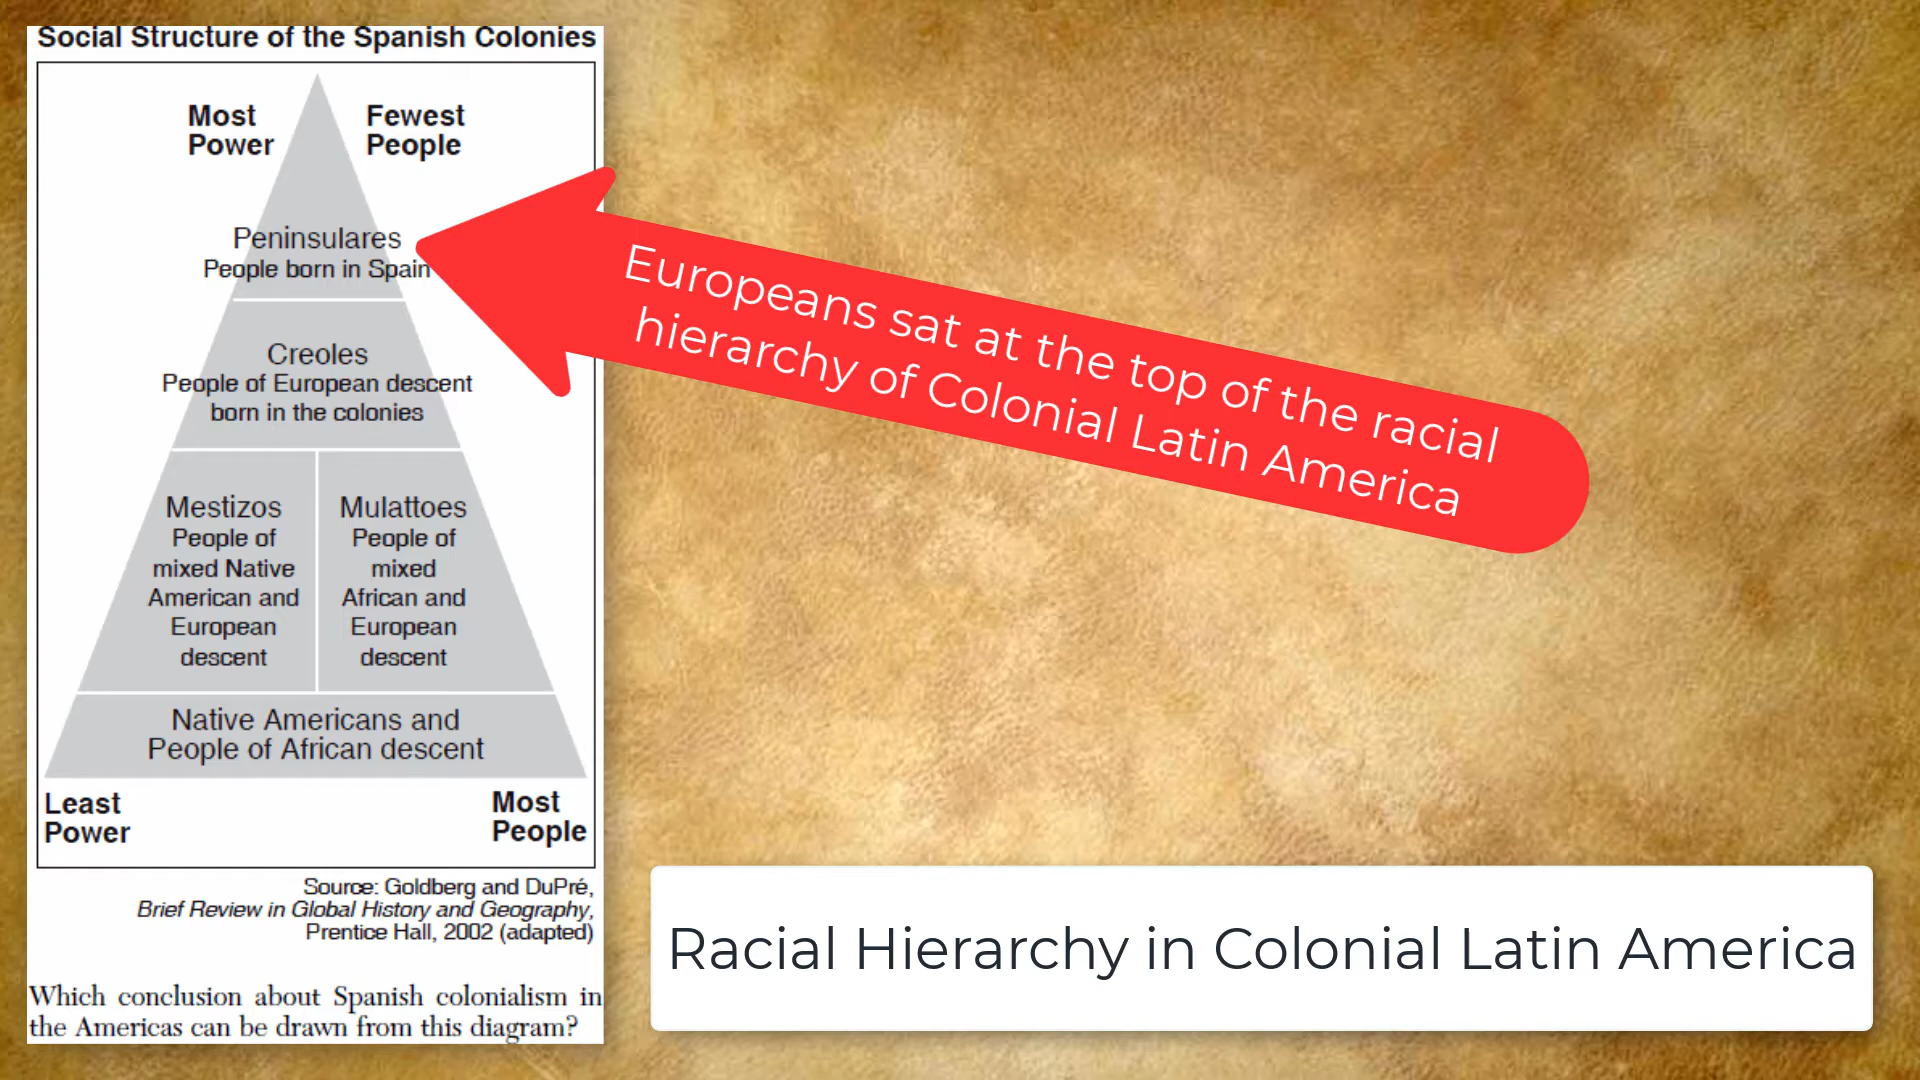 Social Structure of the Spanish Colonies
Most
Power
Fewest
People
Peninsulares
People born in Spain
Creoles
People of European descent
born in the colonies
Mestizos
People of
mixed Native
American and
European
descent
Mulattoes
People of
mixed
African and
European
descent
Native Americans and
People of African descent
Least
Power
Most
People
Source: Goldberg and DuPré,
Brief Review in Global History and Geography,
Prentice Hall, 2002 (adapted)
Which conclusion about Spanish colonialism in
the Americas can be drawn from this diagram?
Europeans sat at the top of the racial
hierarchy of Colonial Latin America
Racial Hierarchy in Colonial Latin America